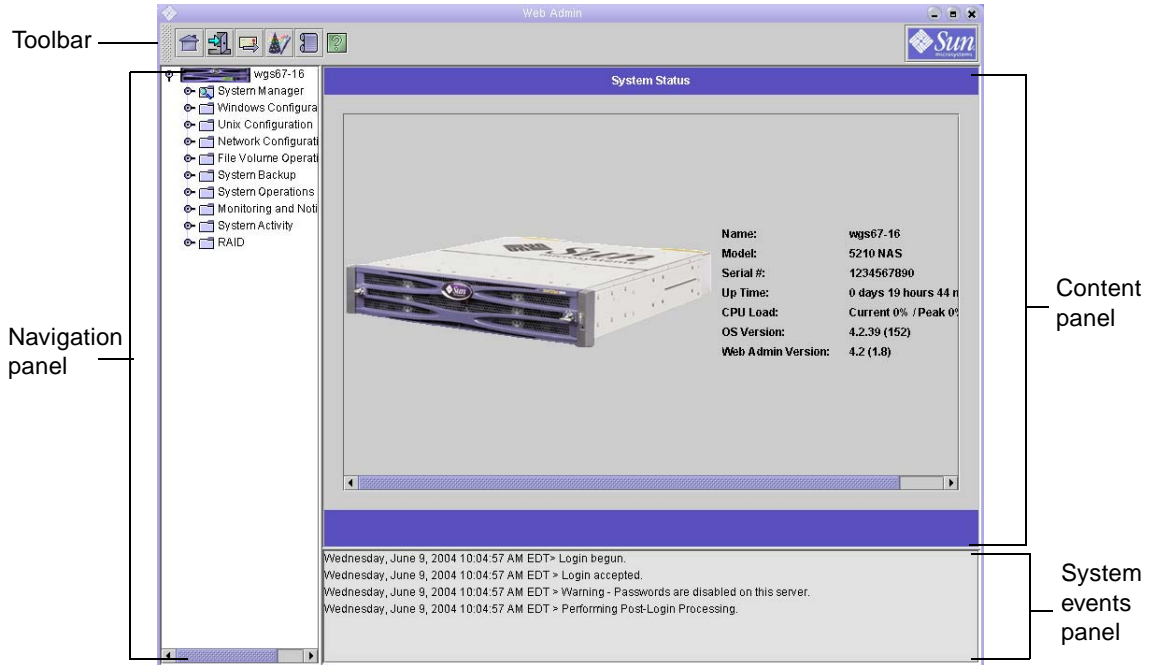 Web Admin
Toolbar
Sun
microsystems
wgs67-16
System Manager
Windows Configura
Unix Configuration
Network Configurati
File Volume Operati
System Backup
System Operations
Monitoring and Noti
System Activity
RAID
Navigation
panel
System Status
Sun
microsystems
Sun
Name: wgs67-16
Model: 5210 NAS
Serial #: 1234567890
Up Time: 0 days 19 hours 44 m
CPU Load: Current 0% / Peak 0%
OS Version: 4.2.39 (152)
Web Admin Version: 4.2 (1.8)
Content
panel
Wednesday, June 9, 2004 10:04:57 AM EDT> Login begun.
Wednesday, June 9, 2004 10:04:57 AM EDT > Login accepted.
Wednesday, June 9, 2004 10:04:57 AM EDT > Warning - Passwords are disabled on this server.
Wednesday, June 9, 2004 10:04:57 AM EDT > Performing Post-Login Processing.
System
events
panel